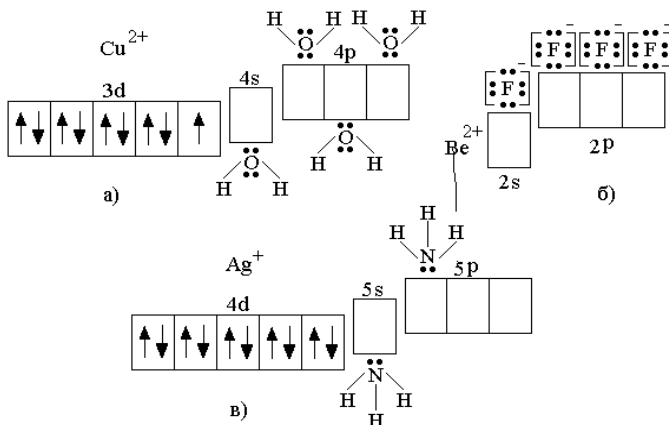 H H H H
O O
Cu²⁺
4p
F⁻ F⁻ F⁻
4s
F⁻
3d
O
H H
O
H H
Be²⁺
2p
а)
2s
б)
H
H H
N
Ag⁺
5p
5s
4d
N
H H
H
в)